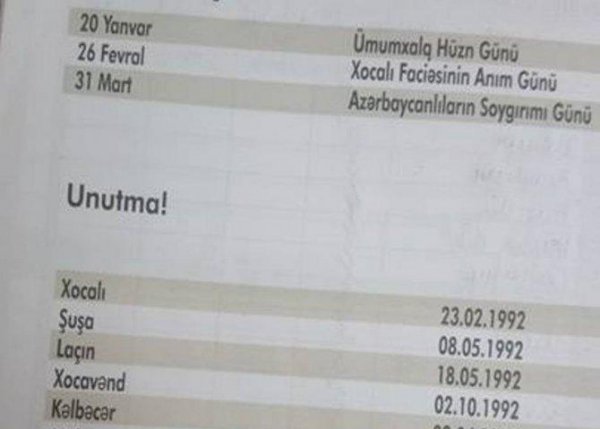 20 Yanvar Ümumxalq Hüzn Günü
26 Fevral Xocalı Faciəsinin Anım Günü
31 Mart Azərbaycanlıların Soygırımı Günü
Unutma!
Xocalı 23.02.1992
Şuşa 08.05.1992
Laçın 18.05.1992
Xocavənd 02.10.1992
Kəlbəcər